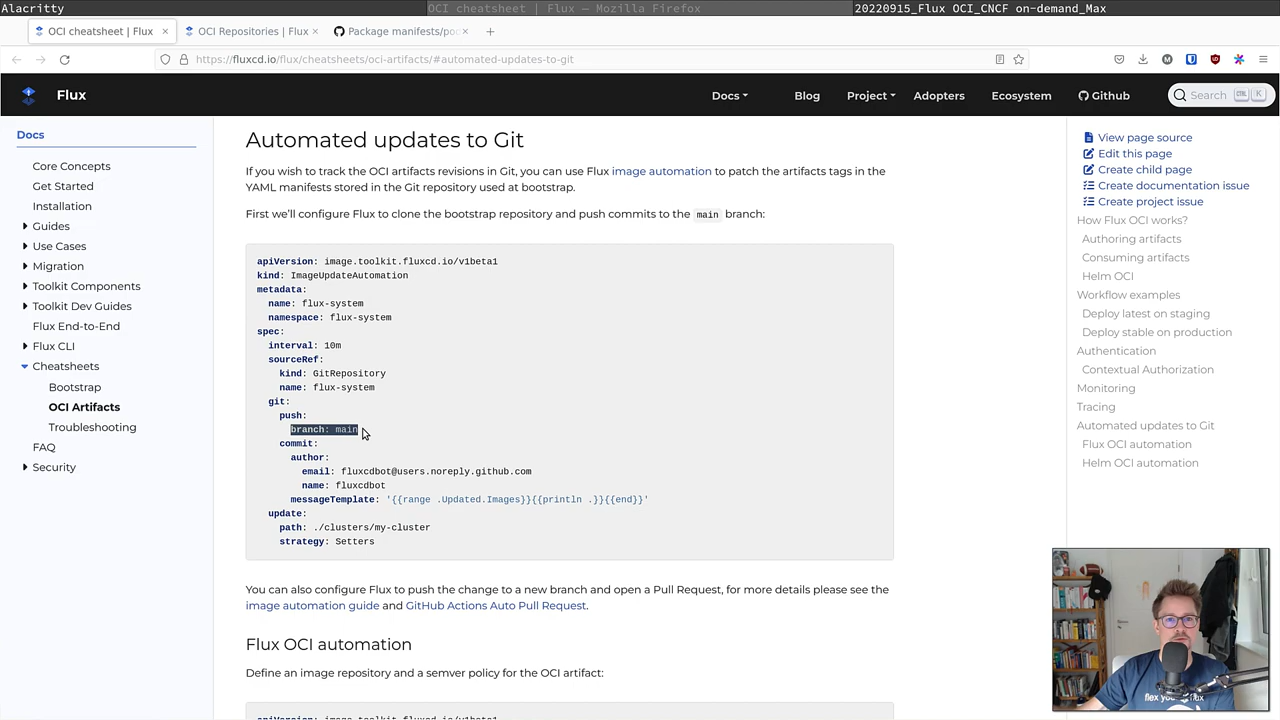 Alacritty
OCI cheatsheet | Flux — Mozilla Firefox
20220915_Flux OCI_CNCF on-demand_Max
OCI cheatsheet | Flux
OCI Repositories | Flux
Package manifests/po
https://fluxcd.io/flux/cheatsheets/oci-artifacts/#automated-updates-to-git
Flux
Docs
Blog
Project
Adopters
Ecosystem
Github
Search
CTRL
K
Docs
Core Concepts
Get Started
Installation
Guides
Use Cases
Migration
Toolkit Components
Toolkit Dev Guides
Flux End-to-End
Flux CLI
Cheatsheets
Bootstrap
OCI Artifacts
Troubleshooting
FAQ
Security
Automated updates to Git
If you wish to track the OCI artifacts revisions in Git, you can use Flux image automation to patch the artifacts tags in the
YAML manifests stored in the Git repository used at bootstrap.
First we'll configure Flux to clone the bootstrap repository and push commits to the main branch:
apiVersion: image.toolkit.fluxcd.io/v1beta1
kind: ImageUpdateAutomation
metadata:
name: flux-system
namespace: flux-system
spec:
interval: 10m
sourceRef:
kind: GitRepository
name: flux-system
git:
push:
branch: main
commit:
author:
email: fluxcdbot@users.noreply.github.com
name: fluxcdbot
messageTemplate: '{{range .Updated.Images}}{{println .}}{{end}}'
update:
path: ./clusters/my-cluster
strategy: Setters
You can also configure Flux to push the change to a new branch and open a Pull Request, for more details please see the
image automation guide and GitHub Actions Auto Pull Request.
Flux OCI automation
Define an image repository and a semver policy for the OCI artifact:
View page source
Edit this page
Create child page
Create documentation issue
Create project issue
How Flux OCI works?
Authoring artifacts
Consuming artifacts
Helm OCI
Workflow examples
Deploy latest on staging
Deploy stable on production
Authentication
Contextual Authorization
Monitoring
Tracing
Automated updates to Git
Flux OCI automation
Helm OCI automation